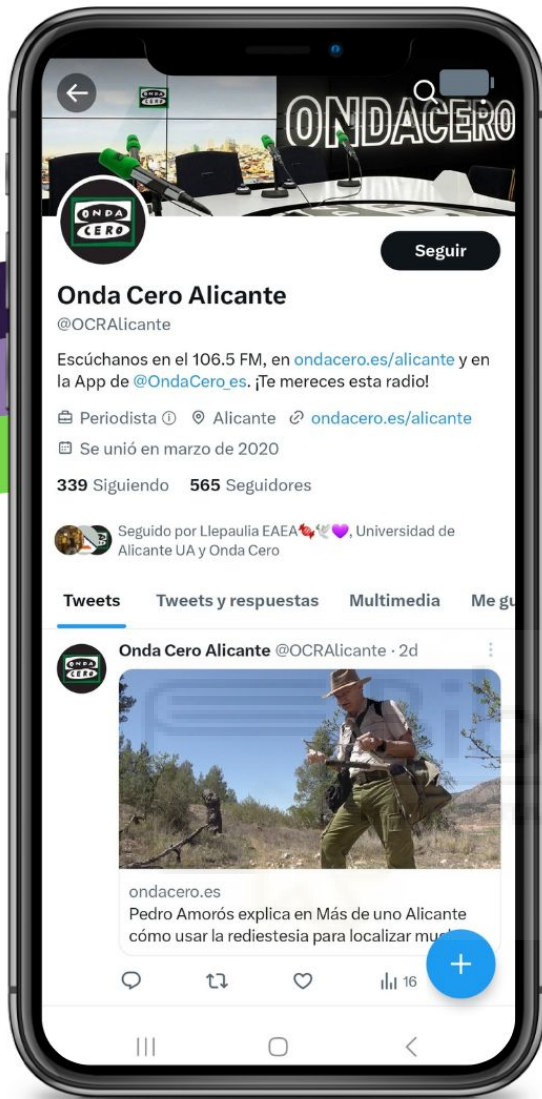 ONDA
CERO
ONDACERO
ONDA
CERO
Seguir
Onda Cero Alicante
@OCRAlicante
Escúchanos en el 106.5 FM, en ondacero.es/alicante y en
la App de @OndaCero_es. ¡Te mereces esta radio!
Periodista Alicante ondacero.es/alicante
Se unió en marzo de 2020
339 Siguiendo 565 Seguidores
Seguido por Llepaulia EAEA, Universidad de
Alicante UA y Onda Cero
Tweets Tweets y respuestas Multimedia Me gu
ONDA
CERO
Onda Cero Alicante @OCRAlicante · 2d
ondacero.es
Pedro Amorós explica en Más de uno Alicante
cómo usar la rediestesia para localizar
16